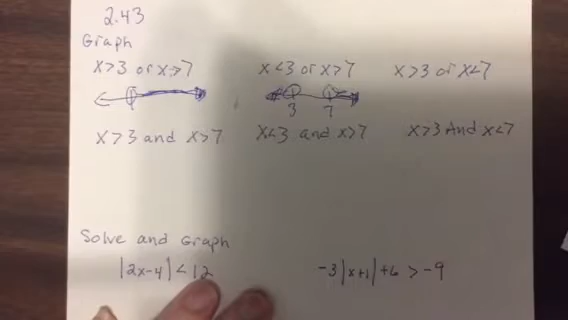 2.43
Graph
x>3 or x>7 x<3 or x>7 x>3 or x<7
3 7
x>3 and x>7 x<3 and x>7 x>3 And x<7
Solve and Graph
|2x-4|<12 -3|x+1|+6>-9